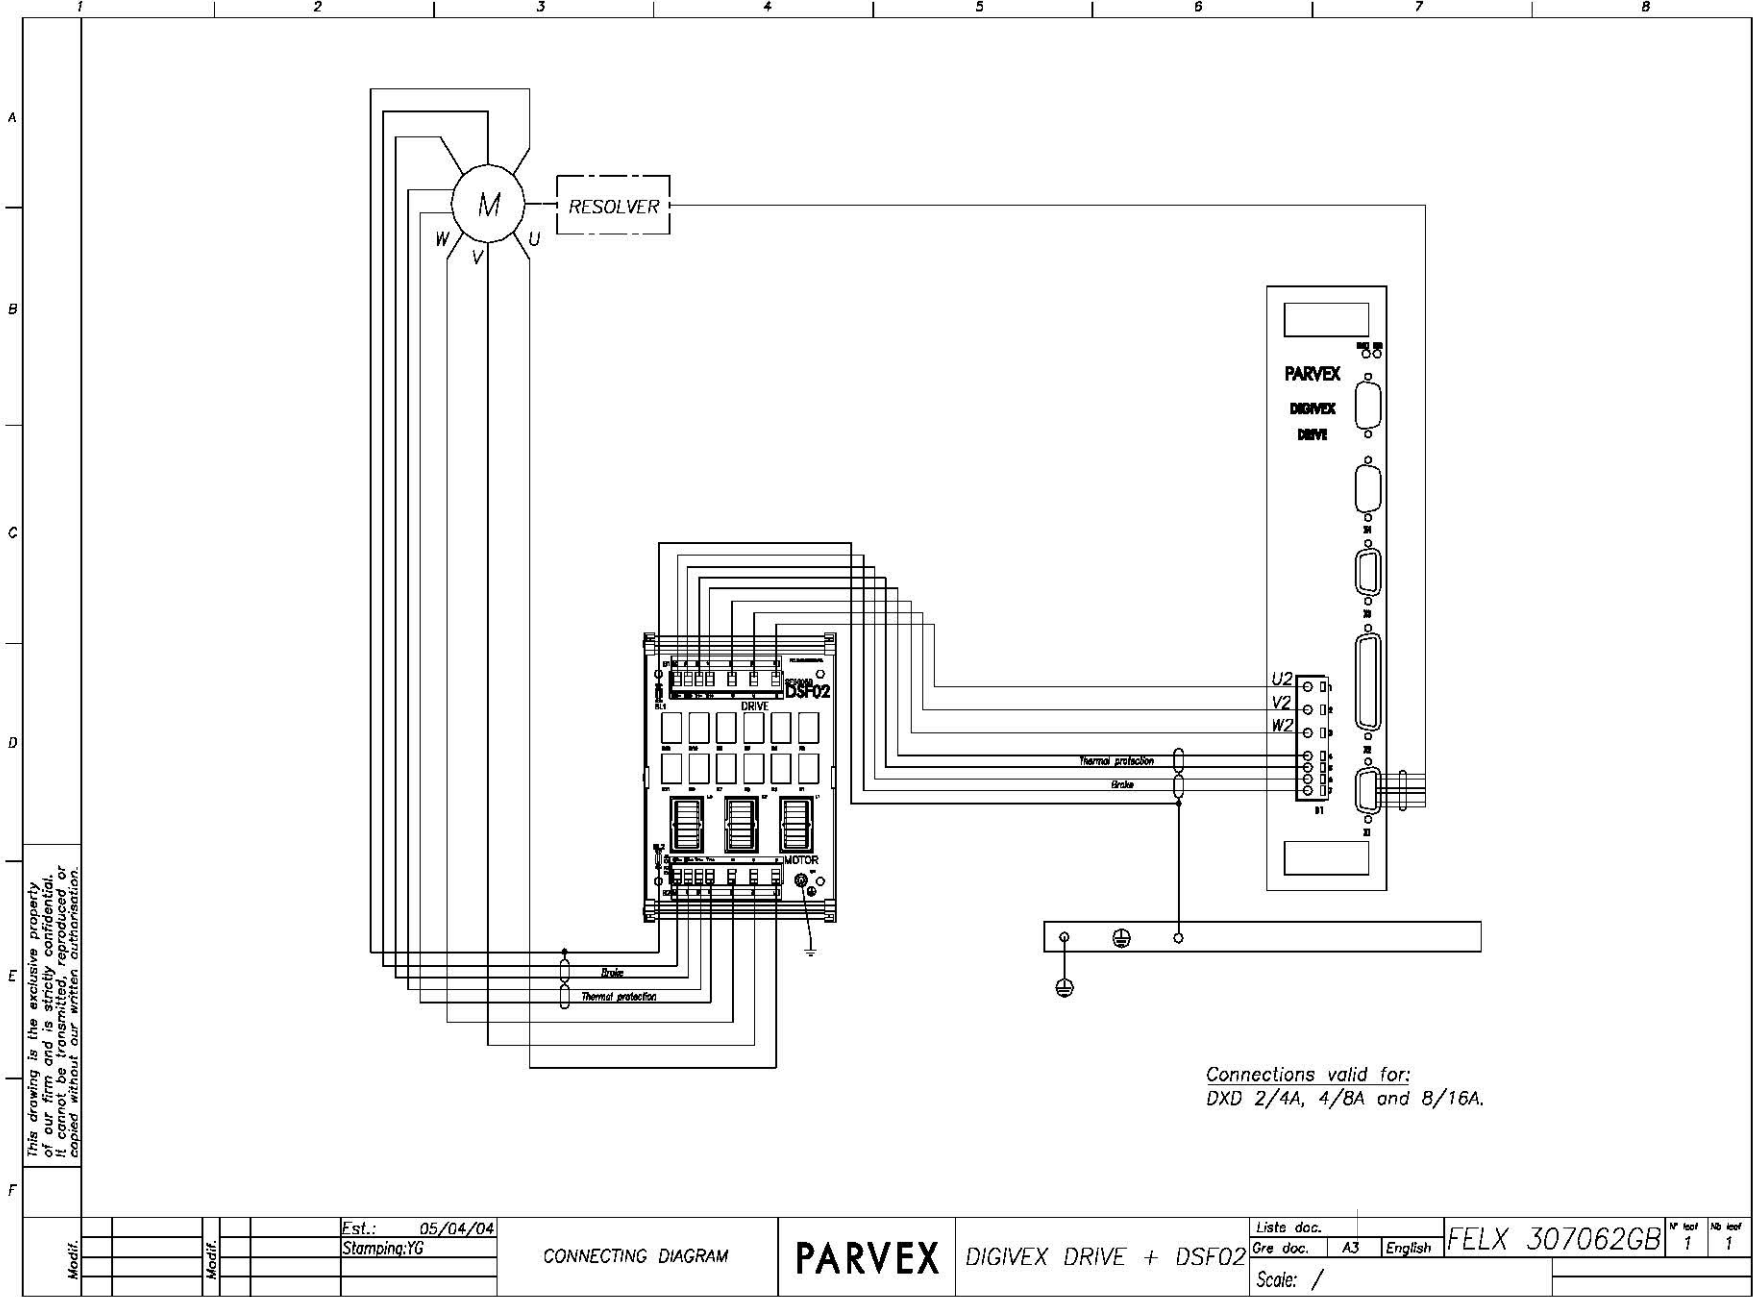 1 2 3 4 5 6 7 8
A
B
C
D
E
F
M
RESOLVER
W
V
U
PARVEX
DIGIVEX
DRIVE
DSF02
DRIVE
MOTOR
U2
V2
W2
Thermal protection
Brake
Brake
Thermal protection
Connections valid for:
DXD 2/4A, 4/8A and 8/16A.
This drawing is the exclusive property
of our firm and is strictly confidential.
It cannot be transmitted, reproduced or
copied without our written authorisation.
Modif.
Modif.
Est.: 05/04/04
Stamping:YG
CONNECTING DIAGRAM
PARVEX
DIGIVEX DRIVE + DSF02
Liste doc.
Gre doc. A3 English
FELX 307062GB
N° leaf
1
Nb leaf
1
Scale: /